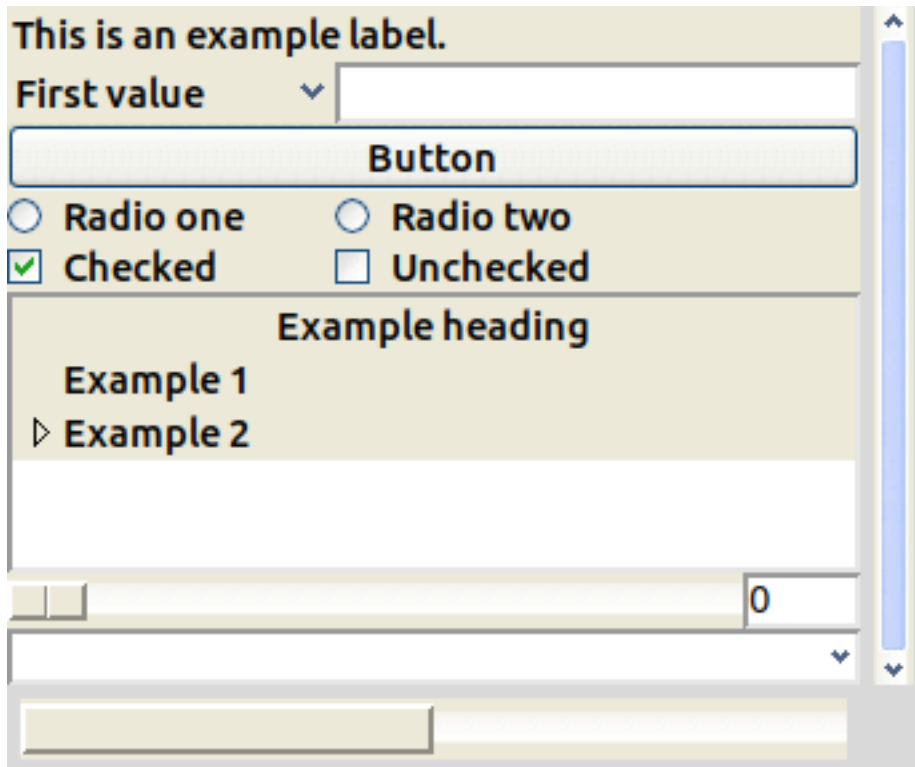 This is an example label.
First value
Button
Radio one Radio two
Checked Unchecked
Example heading
Example 1
Example 2
0